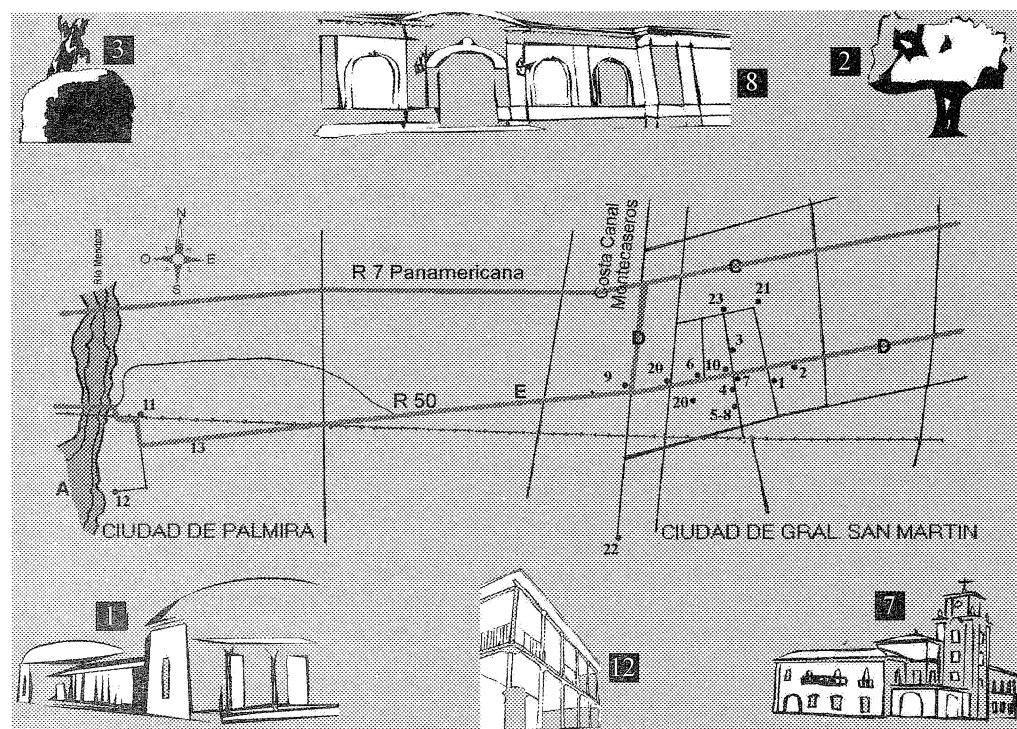 3
8
2
N
O
E
S
Río Mendoza
R 7 Panamericana
Costa Canal
Montecaseros
C
23
21
D
3
D
6
10
2
9
20
7
1
4
E
20
5-8
R 50
11
13
A
12
CIUDAD DE PALMIRA
CIUDAD DE GRAL. SAN MARTIN
22
1
12
7